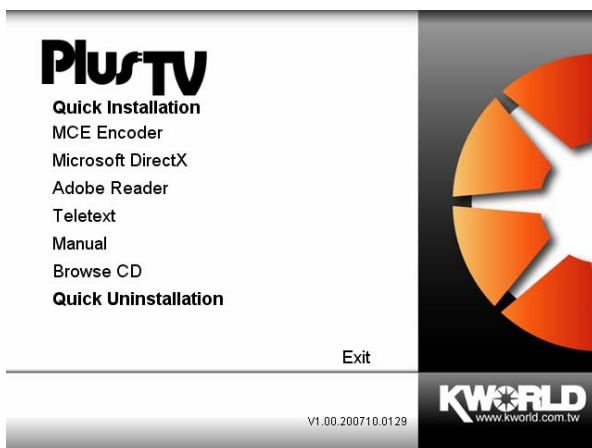 PlusTV
Quick Installation
MCE Encoder
Microsoft DirectX
Adobe Reader
Teletext
Manual
Browse CD
Quick Uninstallation
Exit
V1.00.200710.0129
KWORLD
www.kworld.com.tw